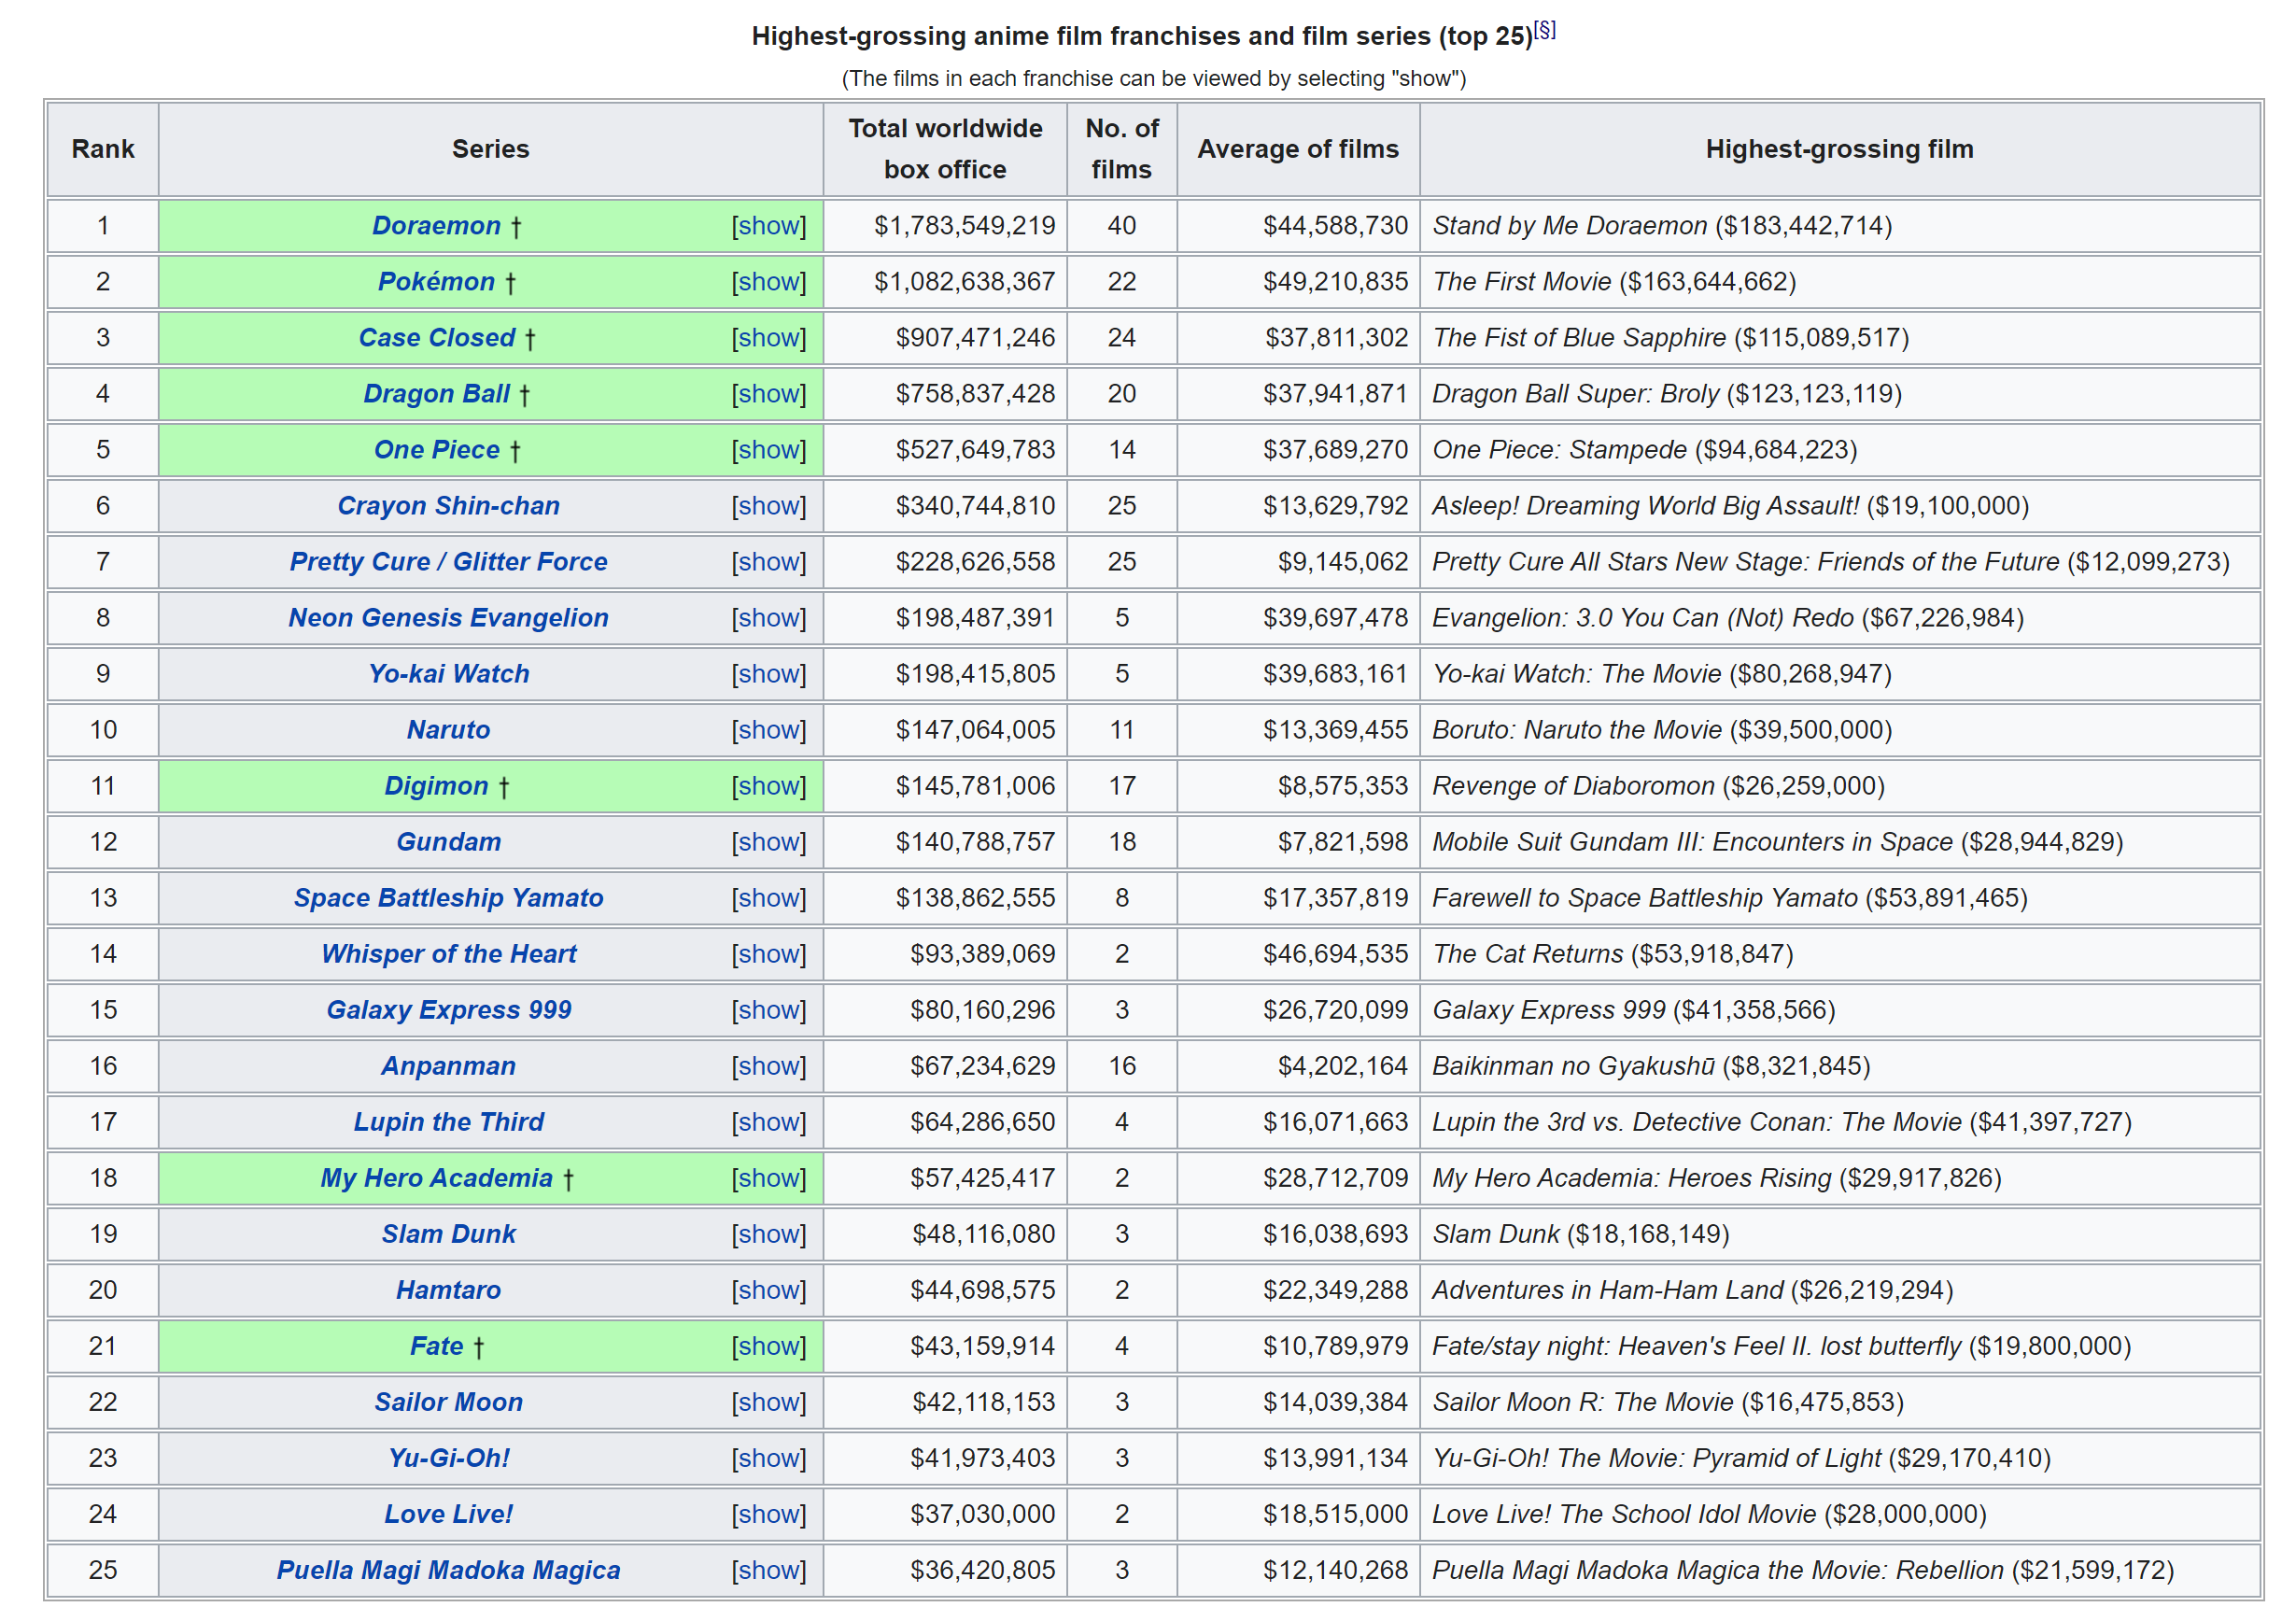 Highest-grossing anime film franchises and film series (top 25)[§]
(The films in each franchise can be viewed by selecting "show")
Rank Series Total worldwide box office No. of films Average of films Highest-grossing film
1 Doraemon † [show] $1,783,549,219 40 $44,588,730 Stand by Me Doraemon ($183,442,714)
2 Pokémon † [show] $1,082,638,367 22 $49,210,835 The First Movie ($163,644,662)
3 Case Closed † [show] $907,471,246 24 $37,811,302 The Fist of Blue Sapphire ($115,089,517)
4 Dragon Ball † [show] $758,837,428 20 $37,941,871 Dragon Ball Super: Broly ($123,123,119)
5 One Piece † [show] $527,649,783 14 $37,689,270 One Piece: Stampede ($94,684,223)
6 Crayon Shin-chan [show] $340,744,810 25 $13,629,792 Asleep! Dreaming World Big Assault! ($19,100,000)
7 Pretty Cure / Glitter Force [show] $228,626,558 25 $9,145,062 Pretty Cure All Stars New Stage: Friends of the Future ($12,099,273)
8 Neon Genesis Evangelion [show] $198,487,391 5 $39,697,478 Evangelion: 3.0 You Can (Not) Redo ($67,226,984)
9 Yo-kai Watch [show] $198,415,805 5 $39,683,161 Yo-kai Watch: The Movie ($80,268,947)
10 Naruto [show] $147,064,005 11 $13,369,455 Boruto: Naruto the Movie ($39,500,000)
11 Digimon † [show] $145,781,006 17 $8,575,353 Revenge of Diaboromon ($26,259,000)
12 Gundam [show] $140,788,757 18 $7,821,598 Mobile Suit Gundam III: Encounters in Space ($28,944,829)
13 Space Battleship Yamato [show] $138,862,555 8 $17,357,819 Farewell to Space Battleship Yamato ($53,891,465)
14 Whisper of the Heart [show] $93,389,069 2 $46,694,535 The Cat Returns ($53,918,847)
15 Galaxy Express 999 [show] $80,160,296 3 $26,720,099 Galaxy Express 999 ($41,358,566)
16 Anpanman [show] $67,234,629 16 $4,202,164 Baikinman no Gyakushū ($8,321,845)
17 Lupin the Third [show] $64,286,650 4 $16,071,663 Lupin the 3rd vs. Detective Conan: The Movie ($41,397,727)
18 My Hero Academia † [show] $57,425,417 2 $28,712,709 My Hero Academia: Heroes Rising ($29,917,826)
19 Slam Dunk [show] $48,116,080 3 $16,038,693 Slam Dunk ($18,168,149)
20 Hamtaro [show] $44,698,575 2 $22,349,288 Adventures in Ham-Ham Land ($26,219,294)
21 Fate † [show] $43,159,914 4 $10,789,979 Fate/stay night: Heaven's Feel II. lost butterfly ($19,800,000)
22 Sailor Moon [show] $42,118,153 3 $14,039,384 Sailor Moon R: The Movie ($16,475,853)
23 Yu-Gi-Oh! [show] $41,973,403 3 $13,991,134 Yu-Gi-Oh! The Movie: Pyramid of Light ($29,170,410)
24 Love Live! [show] $37,030,000 2 $18,515,000 Love Live! The School Idol Movie ($28,000,000)
25 Puella Magi Madoka Magica [show] $36,420,805 3 $12,140,268 Puella Magi Madoka Magica the Movie: Rebellion ($21,599,172)